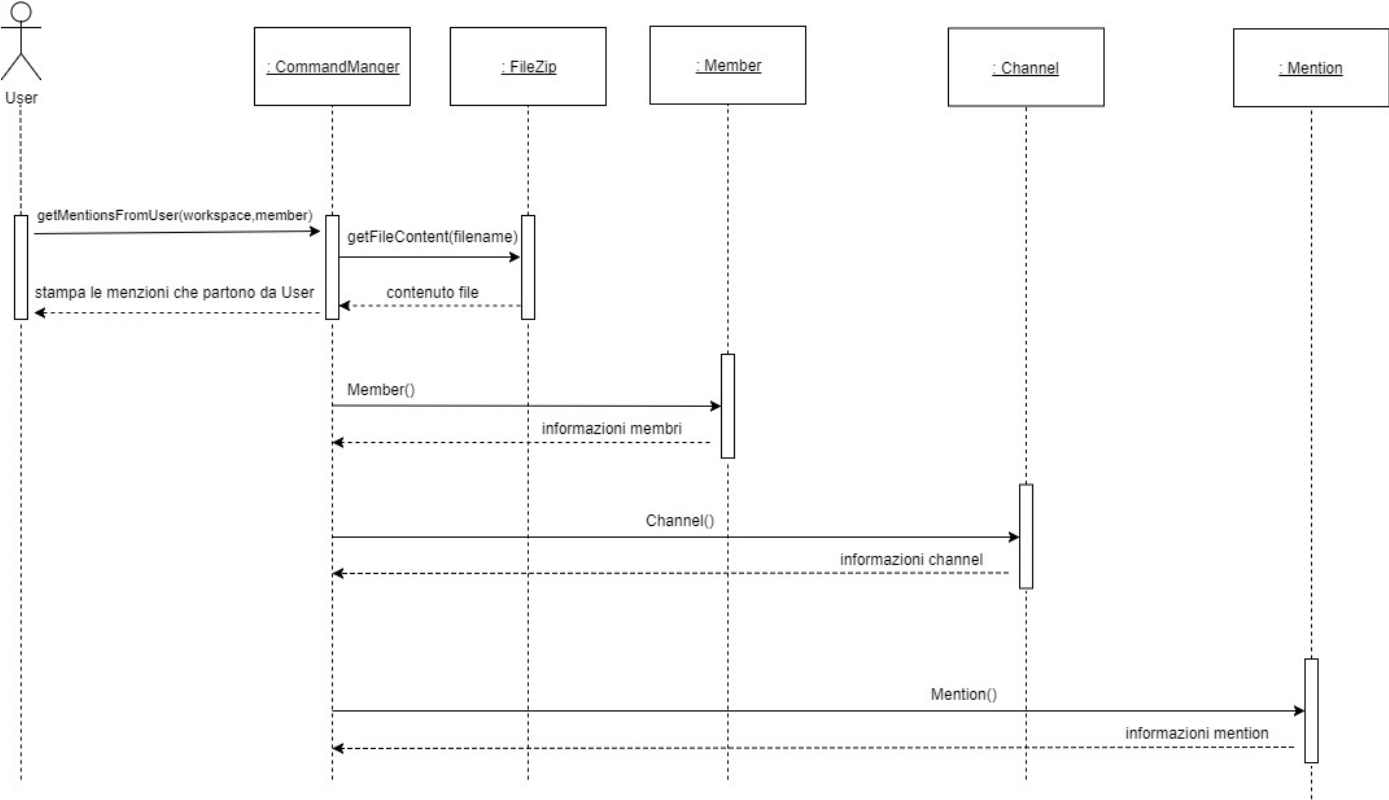 User
: CommandManger
: FileZip
: Member
: Channel
: Mention
getMentionsFromUser(workspace,member)
getFileContent(filename)
stampa le menzioni che partono da User
contenuto file
Member()
informazioni membri
Channel()
informazioni channel
Mention()
informazioni mention